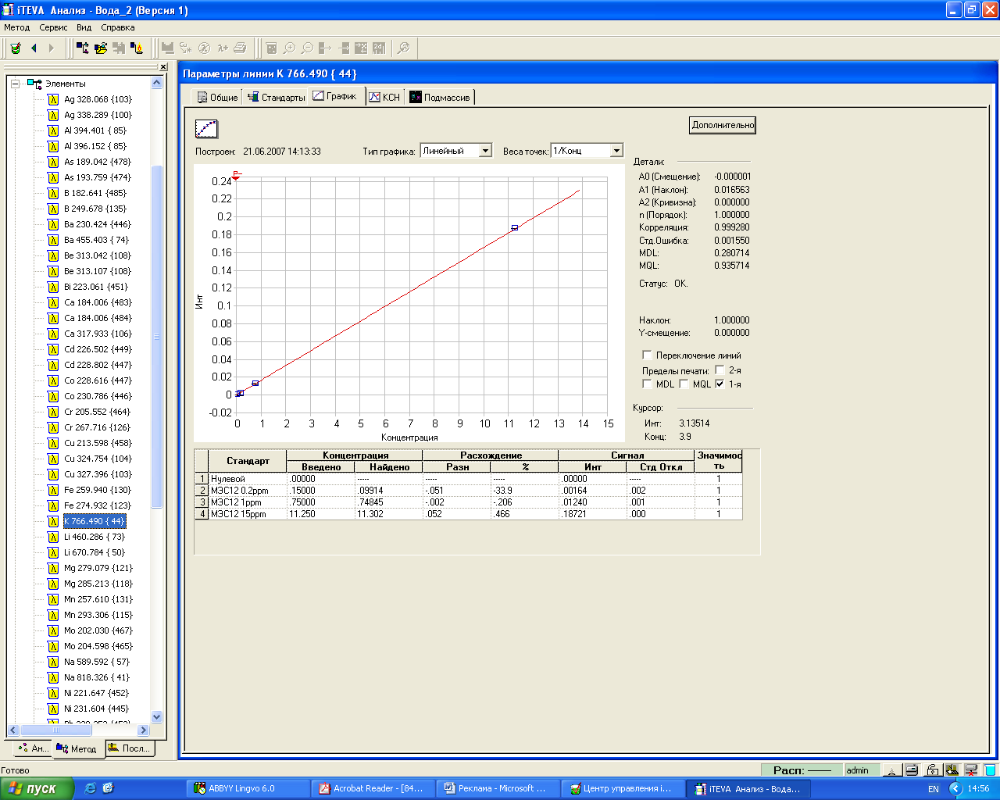 iTEVA Анализ - Вода_2 (Версия 1)
Метод Сервис Вид Справка
Элементы
Ag 328.068 {103}
Ag 338.289 {100}
Al 394.401 { 85}
Al 396.152 { 85}
As 189.042 {478}
As 193.759 {474}
B 182.641 {485}
B 249.678 {135}
Ba 230.424 {446}
Ba 455.403 { 74}
Be 313.042 {108}
Be 313.107 {108}
Bi 223.061 {451}
Ca 184.006 {483}
Ca 184.006 {484}
Ca 317.933 {106}
Cd 226.502 {449}
Cd 228.802 {447}
Co 228.616 {447}
Co 230.786 {446}
Cr 205.552 {464}
Cr 267.716 {126}
Cu 213.598 {458}
Cu 324.754 {104}
Cu 327.396 {103}
Fe 259.940 {130}
Fe 274.932 {123}
K 766.490 { 44}
Li 460.286 { 73}
Li 670.784 { 50}
Mg 279.079 {121}
Mg 285.213 {118}
Mn 257.610 {131}
Mn 293.306 {115}
Mo 202.030 {467}
Mo 204.598 {465}
Na 589.592 { 57}
Na 818.326 { 41}
Ni 221.647 {452}
Ni 231.604 {445}
Ан... Метод Посл...
Параметры линии K 766.490 { 44}
Общие Стандарты График КСН Подмассив
Дополнительно
Построен: 21.06.2007 14:13:33 Тип графика: Линейный Веса точек: 1/Конц
P-
0.24
0.22
0.2
0.18
0.16
0.14
0.12
0.1
0.08
0.06
0.04
0.02
0
-0.02
Инт
0 1 2 3 4 5 6 7 8 9 10 11 12 13 14 15
Концентрация
Детали:
A0 (Смещение): -0.000001
A1 (Наклон): 0.016563
A2 (Кривизна): 0.000000
n (Порядок): 1.000000
Корреляция: 0.999280
Стд.Ошибка: 0.001550
MDL: 0.280714
MQL: 0.935714
Статус: OK.
Наклон: 1.000000
Y-смещение: 0.000000
Переключение линий
Пределы печати: 2-я
MDL MQL 1-я
Курсор:
Инт: 3.13514
Конц: 3.9
Стандарт Концентрация Расхождение Сигнал Значимос
ть
Введено Найдено Разн % Инт Стд Откл
1 Нулевой .00000 ----- ----- ----- .00000 ----- 1
2 МЭС12 0.2ppm .15000 .09914 -.051 -33.9 .00164 .002 1
3 МЭС12 1ppm .75000 .74845 -.002 -.206 .01240 .001 1
4 МЭС12 15ppm 11.250 11.302 .052 .466 .18721 .000 1
Готово
Расп: admin
пуск ABBYY Lingvo 6.0 Acrobat Reader - [84... Реклама - Microsoft ... Центр управления i... iTEVA Анализ - Вода... EN 14:56